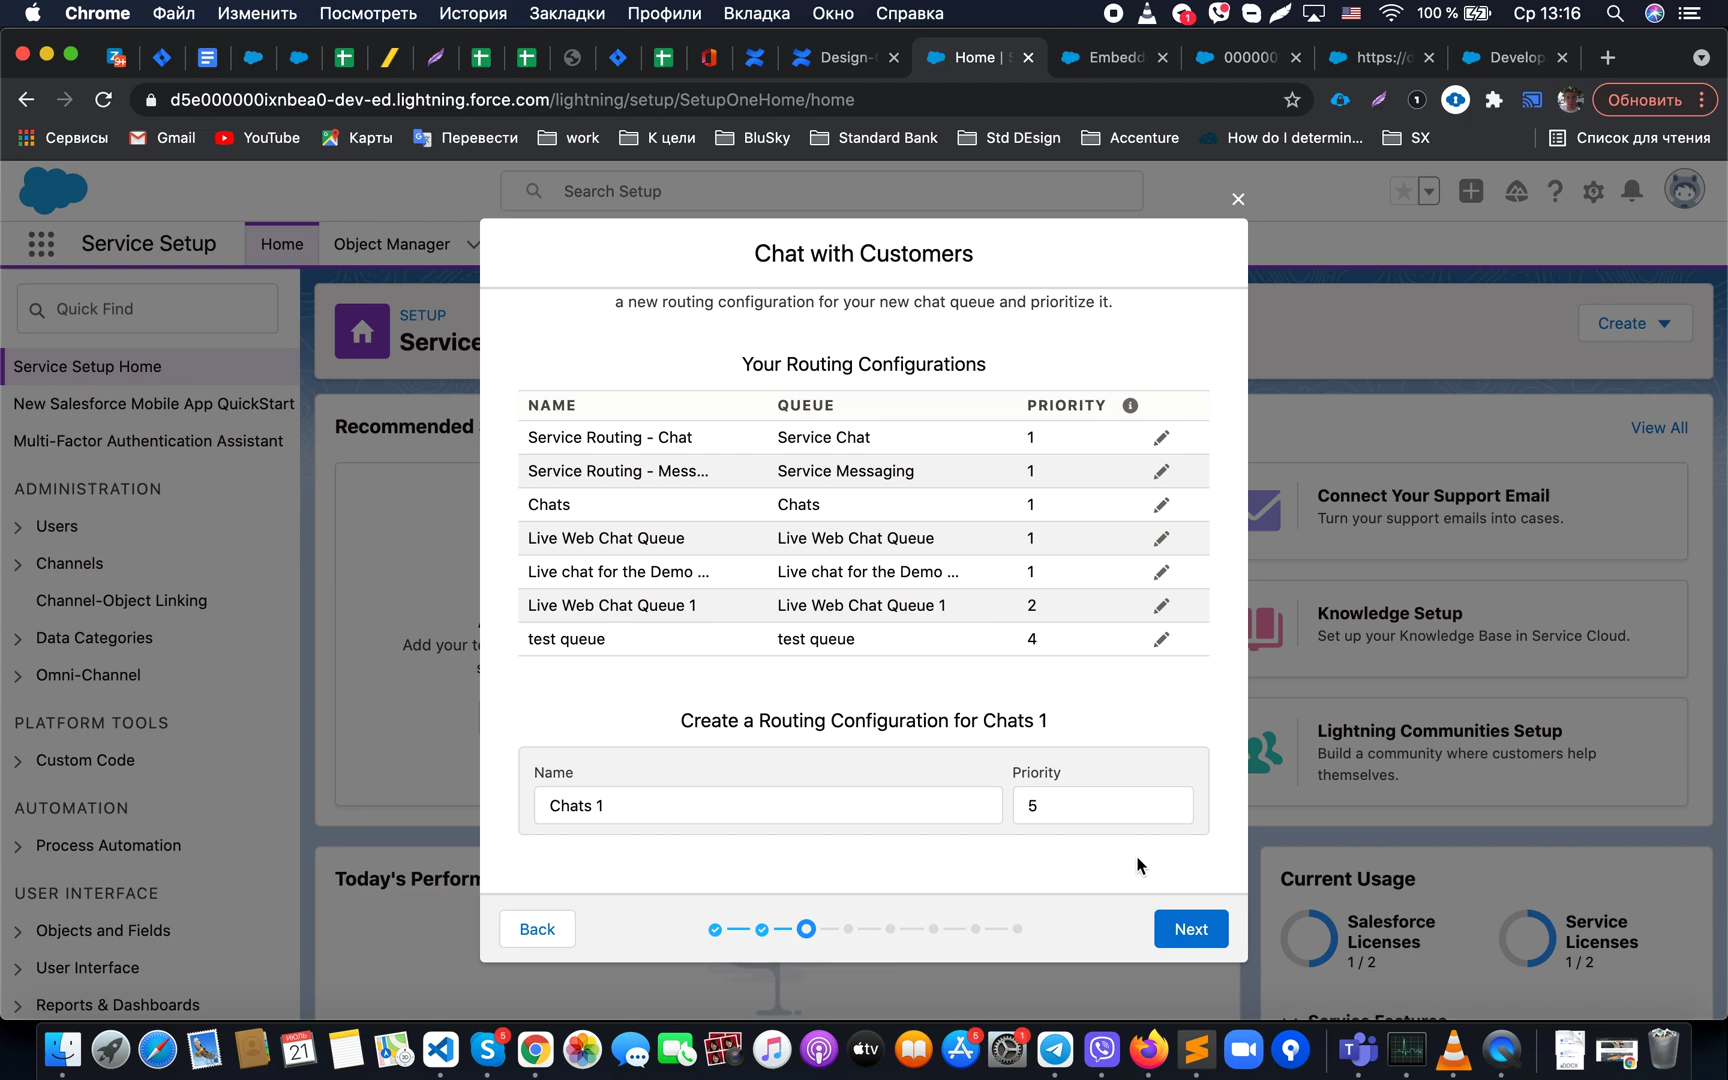 Chrome Файл Изменить Посмотреть История Закладки Профили Вкладка Окно Справка 1 100 % Ср 13:16
9+ Design- Home | S Embedd 000000 https://c Develop
d5e000000ixnbea0-dev-ed.lightning.force.com/lightning/setup/SetupOneHome/home Обновить
Сервисы Gmail YouTube Карты Перевести work К цели BluSky Standard Bank Std DEsign Accenture How do I determin... SX Список для чтения
Search Setup
Service Setup Home Object Manager
Chat with Customers
a new routing configuration for your new chat queue and prioritize it.
Quick Find
SETUP
Service
Create
Service Setup Home
New Salesforce Mobile App QuickStart
Multi-Factor Authentication Assistant
ADMINISTRATION
Users
Channels
Channel-Object Linking
Data Categories
Omni-Channel
PLATFORM TOOLS
Custom Code
AUTOMATION
Process Automation
USER INTERFACE
Objects and Fields
User Interface
Reports & Dashboards
Recommended
Add your te
Today's Perform
Your Routing Configurations
NAME QUEUE PRIORITY
Service Routing - Chat Service Chat 1
Service Routing - Mess... Service Messaging 1
Chats Chats 1
Live Web Chat Queue Live Web Chat Queue 1
Live chat for the Demo ... Live chat for the Demo ... 1
Live Web Chat Queue 1 Live Web Chat Queue 1 2
test queue test queue 4
Create a Routing Configuration for Chats 1
Name Priority
Chats 1 5
Back Next
View All
Connect Your Support Email
Turn your support emails into cases.
Knowledge Setup
Set up your Knowledge Base in Service Cloud.
Lightning Communities Setup
Build a community where customers help
themselves.
Current Usage
Salesforce
Licenses
1 / 2
Service
Licenses
1 / 2
ИЮЛЬ
21
5
tv
5
1